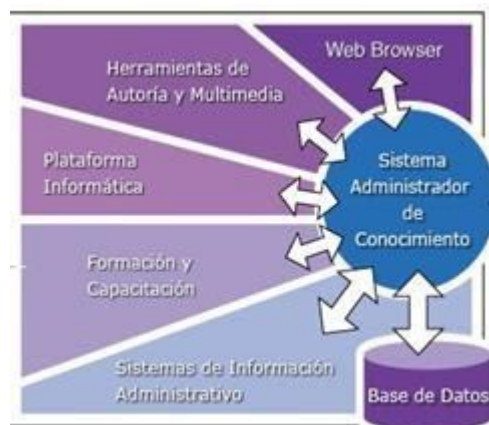 Web Browser
Herramientas de
Autoría y Multimedia
Plataforma
Informática
Sistema
Administrador
de
Conocimiento
Formación y
Capacitación
Sistemas de Información
Administrativo
Base de Datos